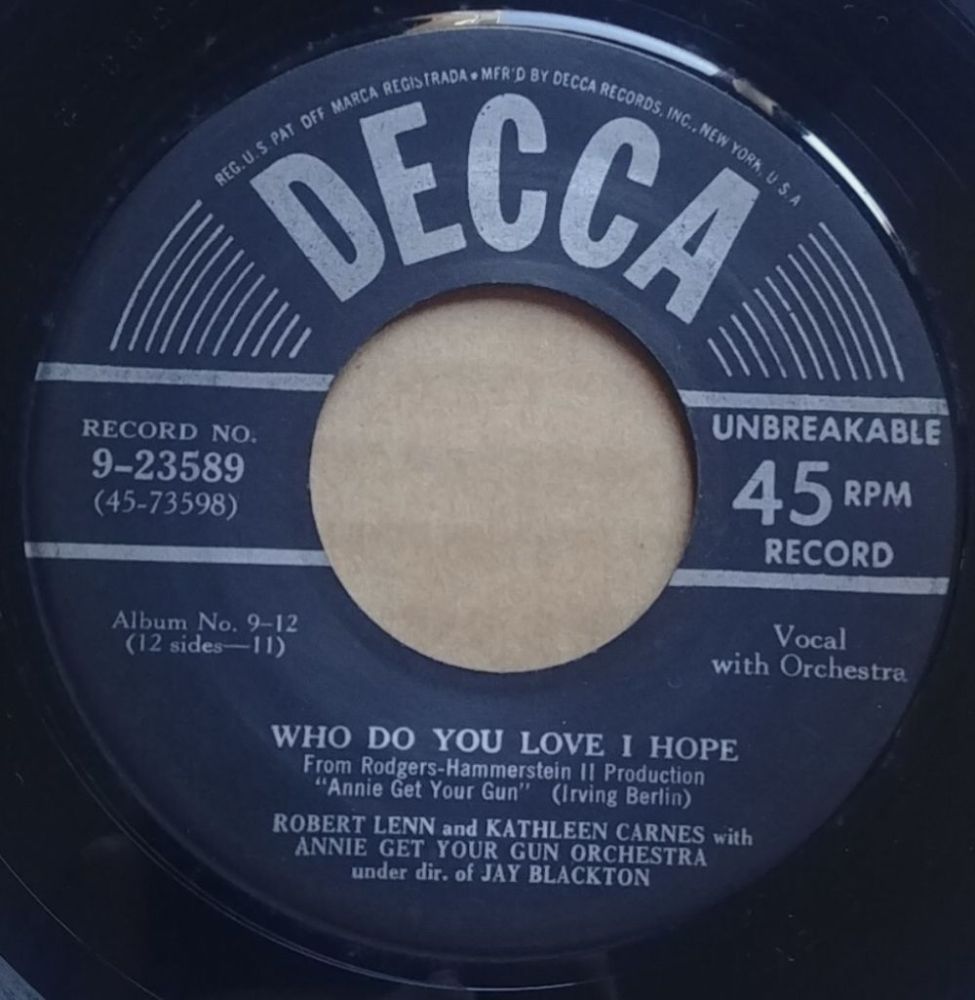 REG. U.S. PAT OFF MARCA REGISTRADA • MFR'D BY DECCA RECORDS, INC., NEW YORK, U S A
DECCA
RECORD NO.
9-23589
(45-73598)
UNBREAKABLE
45 RPM
RECORD
Album No. 9-12
(12 sides—11)
Vocal
with Orchestra
WHO DO YOU LOVE I HOPE
From Rodgers-Hammerstein II Production
"Annie Get Your Gun" (Irving Berlin)
ROBERT LENN and KATHLEEN CARNES with
ANNIE GET YOUR GUN ORCHESTRA
under dir. of JAY BLACKTON